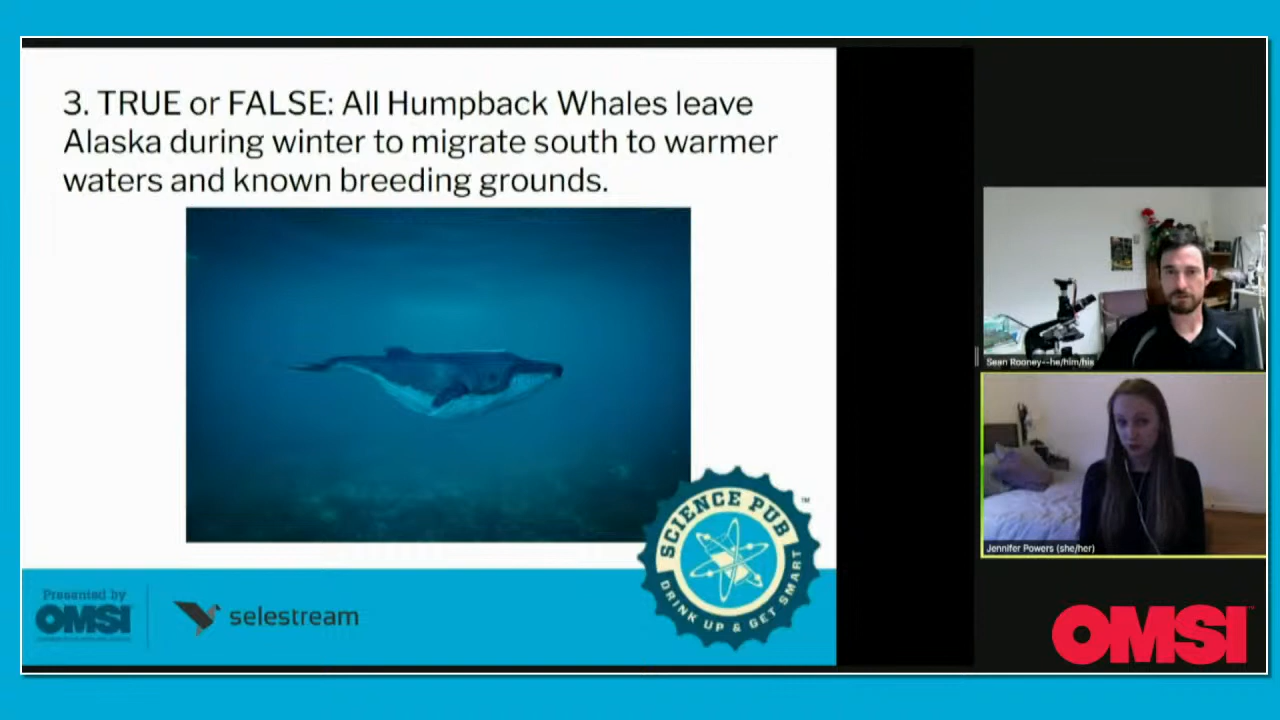 3. TRUE or FALSE: All Humpback Whales leave
Alaska during winter to migrate south to warmer
waters and known breeding grounds.
SCIENCE PUB
DRINK UP & GET SMART
™
Presented by
OMSI
selestream
Sean Rooney--he/him/his
Jennifer Powers (she/her)
OMSI